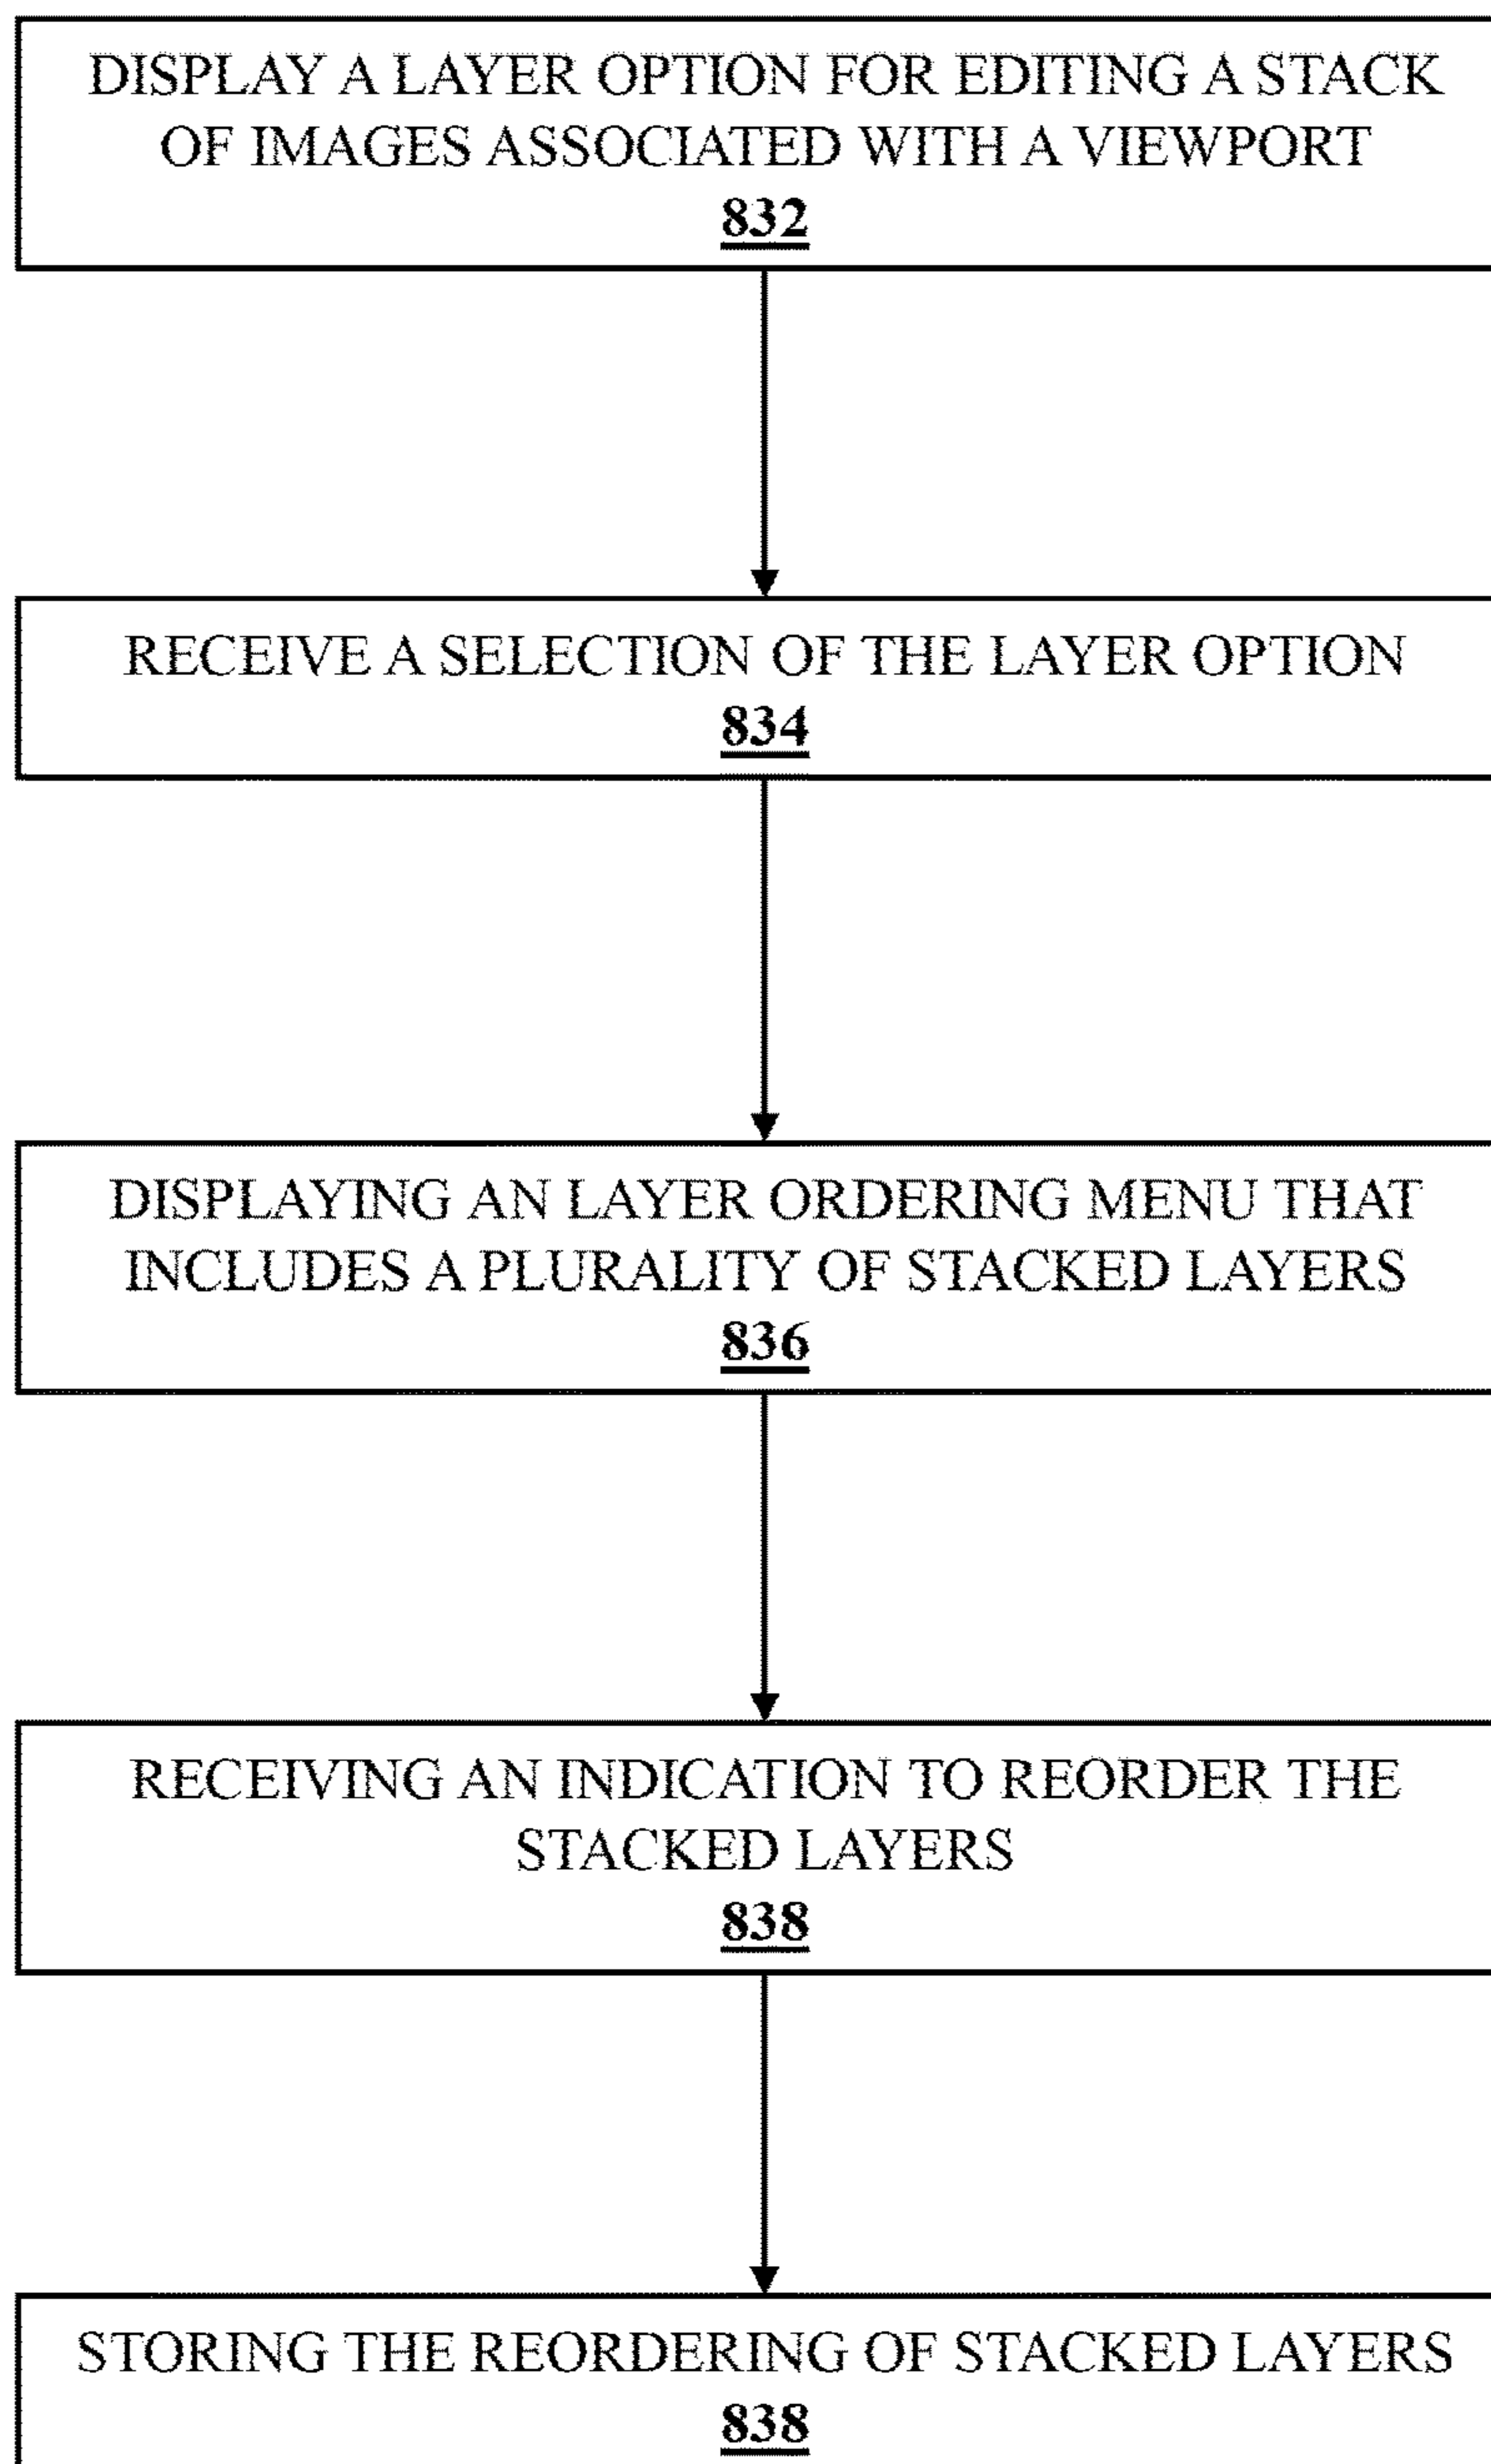 DISPLAY A LAYER OPTION FOR EDITING A STACK
OF IMAGES ASSOCIATED WITH A VIEWPORT
832
RECEIVE A SELECTION OF THE LAYER OPTION
834
DISPLAYING AN LAYER ORDERING MENU THAT
INCLUDES A PLURALITY OF STACKED LAYERS
836
RECEIVING AN INDICATION TO REORDER THE
STACKED LAYERS
838
STORING THE REORDERING OF STACKED LAYERS
838